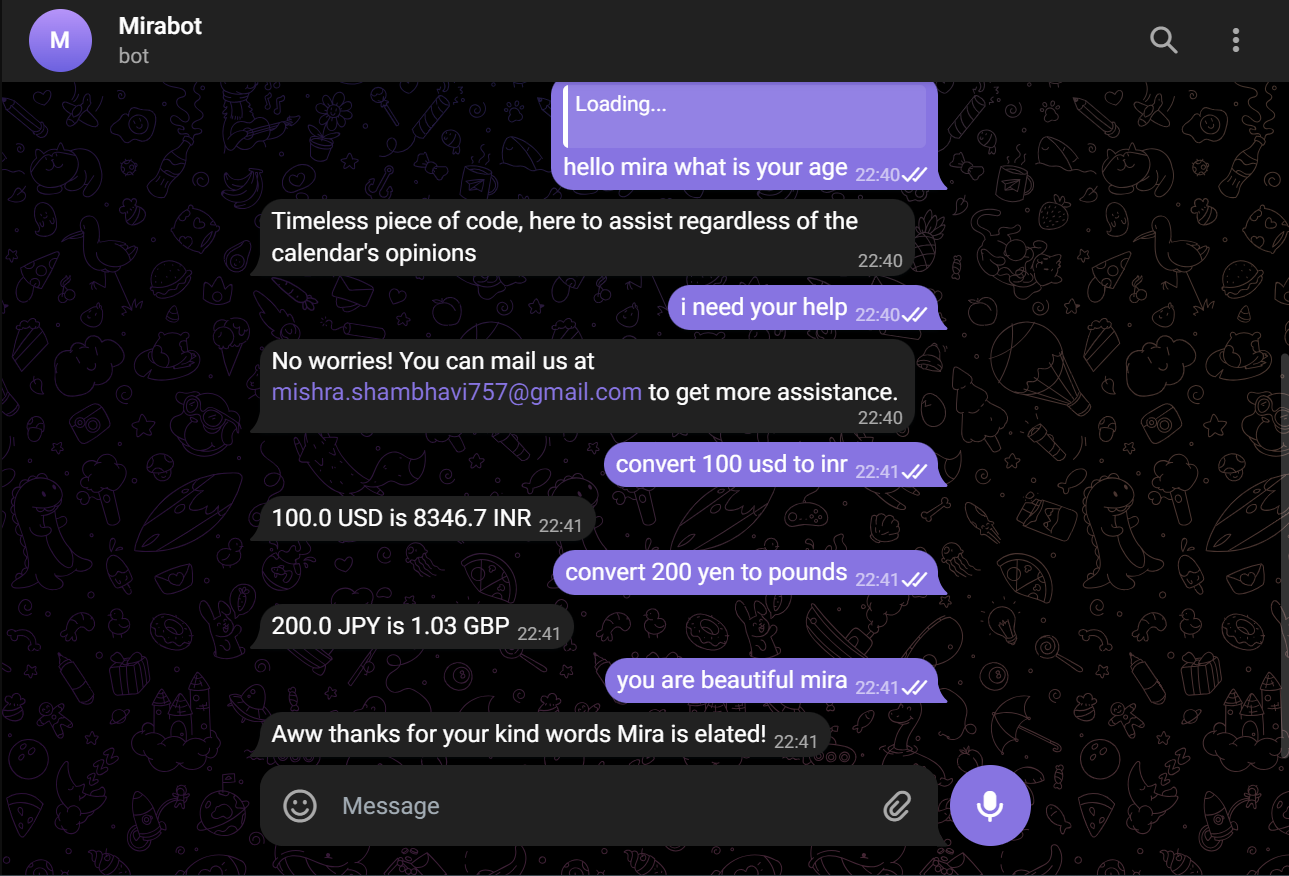 M
Mirabot
bot
Loading...
hello mira what is your age 22:40
Timeless piece of code, here to assist regardless of the
calendar's opinions
22:40
i need your help 22:40
No worries! You can mail us at
mishra.shambhavi757@gmail.com to get more assistance.
22:40
convert 100 usd to inr 22:41
100.0 USD is 8346.7 INR 22:41
convert 200 yen to pounds 22:41
200.0 JPY is 1.03 GBP 22:41
you are beautiful mira 22:41
Aww thanks for your kind words Mira is elated! 22:41
Message